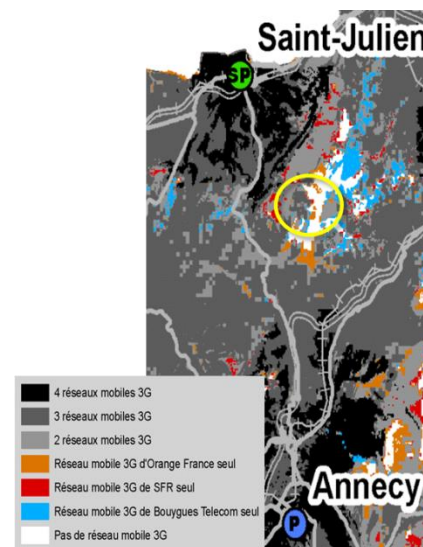 Saint-Julien
SP
4 réseaux mobiles 3G
3 réseaux mobiles 3G
2 réseaux mobiles 3G
Réseau mobile 3G d'Orange France seul
Réseau mobile 3G de SFR seul
Réseau mobile 3G de Bouygues Telecom seul
Pas de réseau mobile 3G
Annecy
P